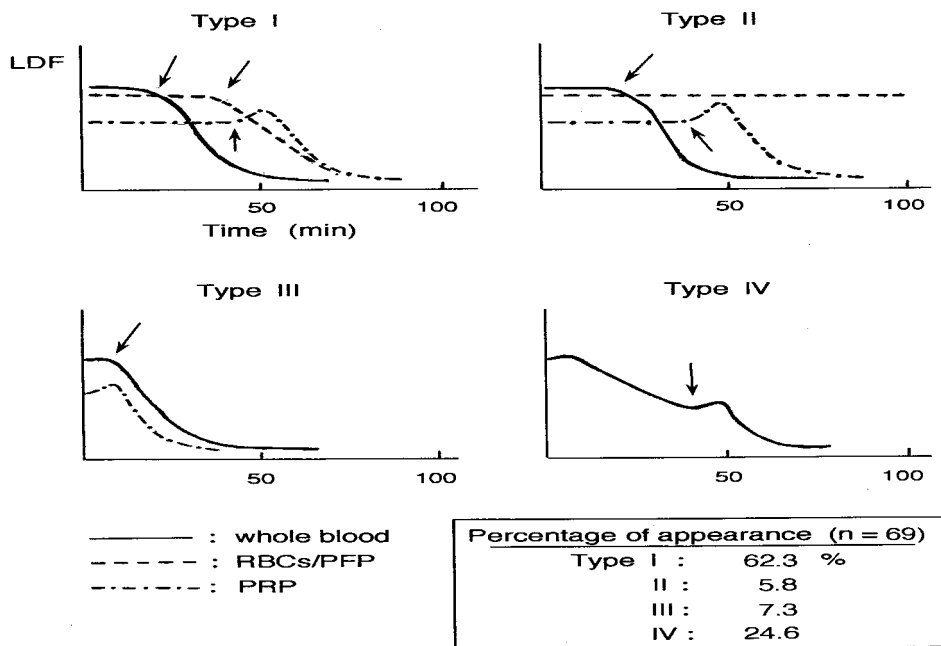 Type I
Type II
LDF
50
100
50
100
Time (min)
Type III
Type IV
50
50
100
: whole blood
: RBCs/PFP
: PRP
Percentage of appearance (n = 69)
Type I : 62.3 %
II : 5.8
III : 7.3
IV : 24.6